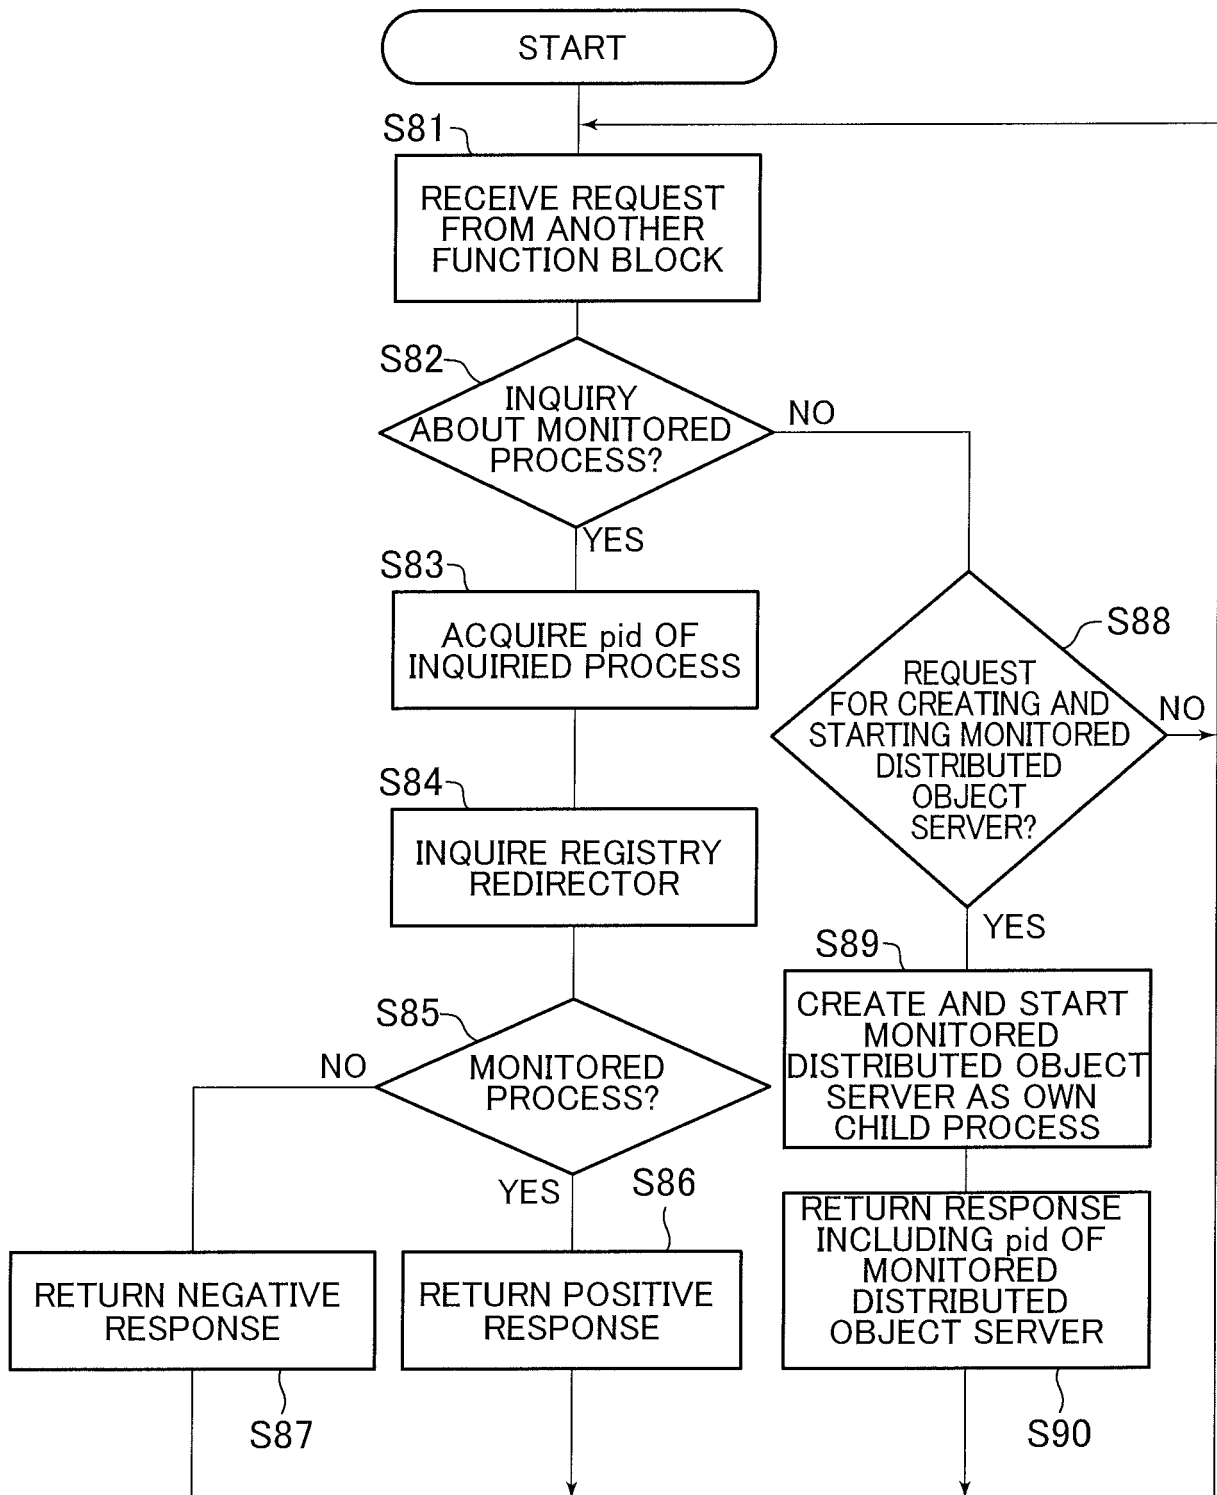 START
S81
RECEIVE REQUEST
FROM ANOTHER
FUNCTION BLOCK
S82
INQUIRY
ABOUT MONITORED
PROCESS?
NO
YES
S83
ACQUIRE pid OF
INQUIRIED PROCESS
S88
REQUEST
FOR CREATING AND
STARTING MONITORED
DISTRIBUTED
OBJECT
SERVER?
NO
YES
S84
INQUIRE REGISTRY
REDIRECTOR
S85
MONITORED
PROCESS?
NO
YES
S89
CREATE AND START
MONITORED
DISTRIBUTED OBJECT
SERVER AS OWN
CHILD PROCESS
S86
RETURN NEGATIVE
RESPONSE
S87
RETURN POSITIVE
RESPONSE
RETURN RESPONSE
INCLUDING pid OF
MONITORED
DISTRIBUTED
OBJECT SERVER
S90